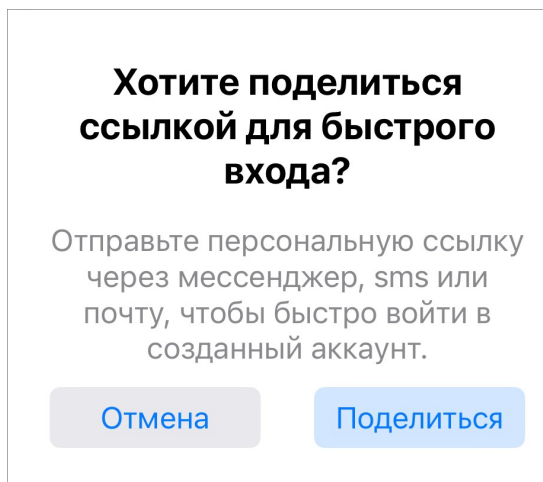 Хотите поделиться
ссылкой для быстрого
входа?
Отправьте персональную ссылку
через мессенджер, sms или
почту, чтобы быстро войти в
созданный аккаунт.
Отмена Поделиться